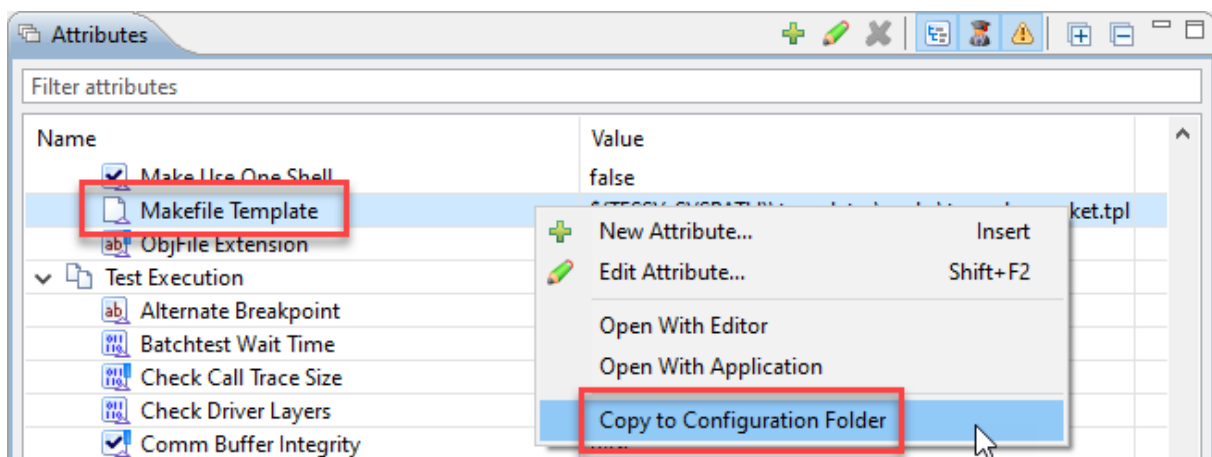 Attributes
Filter attributes
Name Value
Make Use One Shell false
Makefile Template ket.tpl
ObjFile Extension
Test Execution
Alternate Breakpoint
Batchtest Wait Time
Check Call Trace Size
Check Driver Layers
Comm Buffer Integrity
New Attribute... Insert
Edit Attribute... Shift+F2
Open With Editor
Open With Application
Copy to Configuration Folder